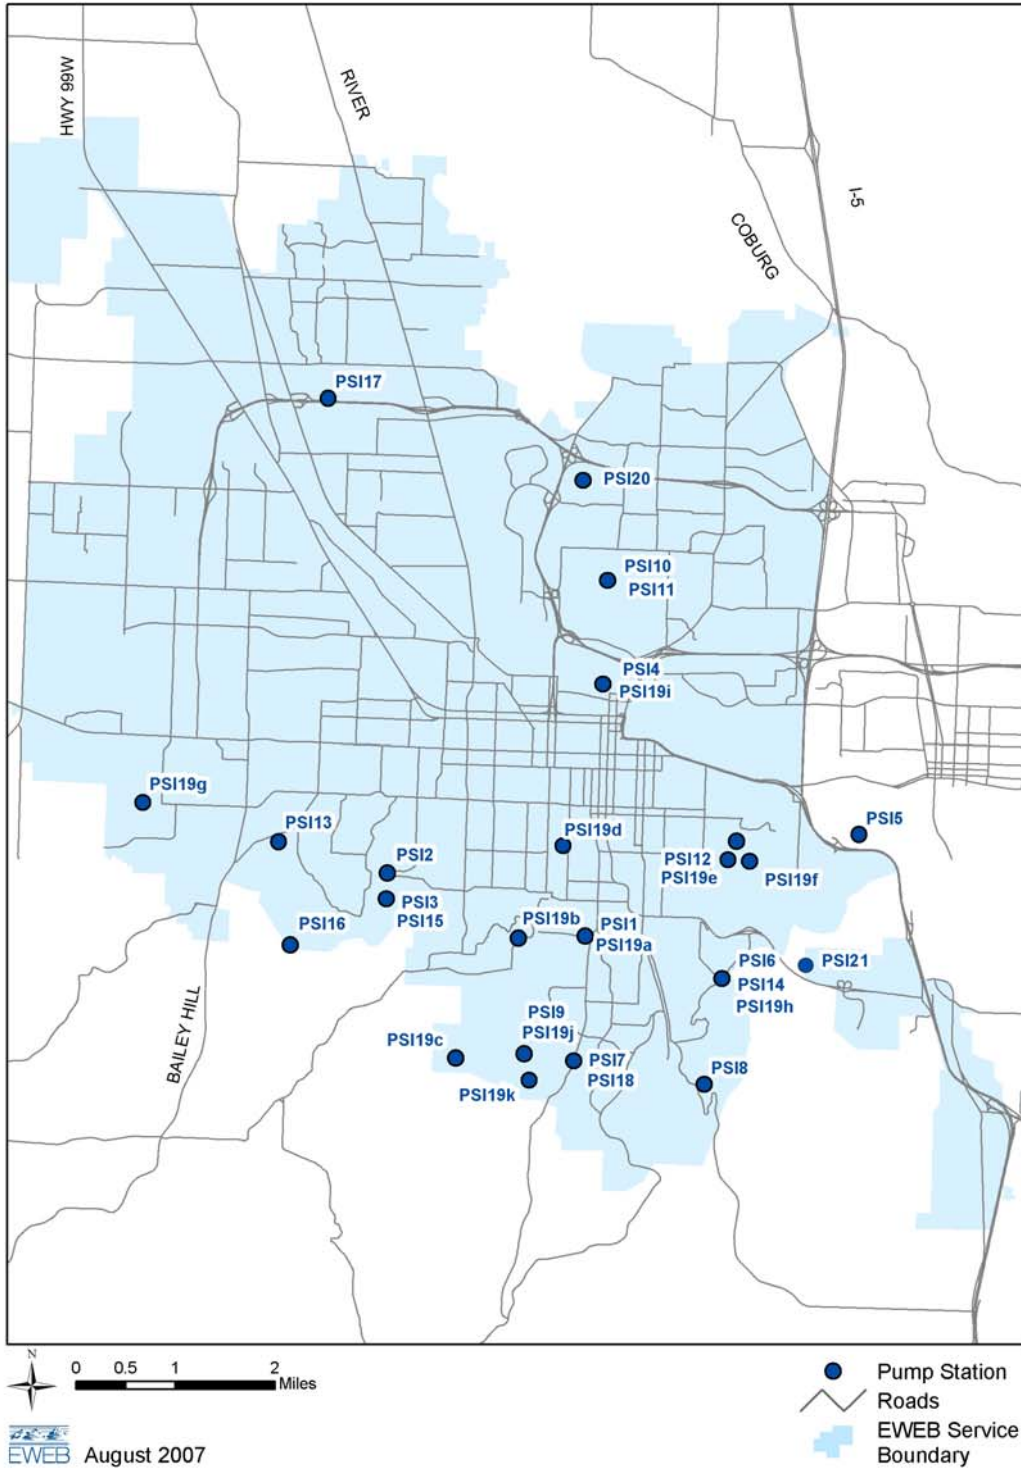 HWY 99W
RIVER
I-5
COBURG
PSI17
PSI20
PSI10
PSI11
PSI4
PSI19i
PSI19g
PSI13
PSI19d
PSI5
PSI2
PSI12
PSI19e
PSI19f
PSI3
PSI15
PSI16
PSI19b
PSI1
PSI19a
PSI6
PSI21
PSI14
PSI19h
PSI9
PSI19j
PSI19c
PSI7
PSI18
PSI8
PSI19k
BAILEY HILL
N
0 0.5 1 2
Miles
Pump Station
Roads
EWEB Service
Boundary
EWEB August 2007